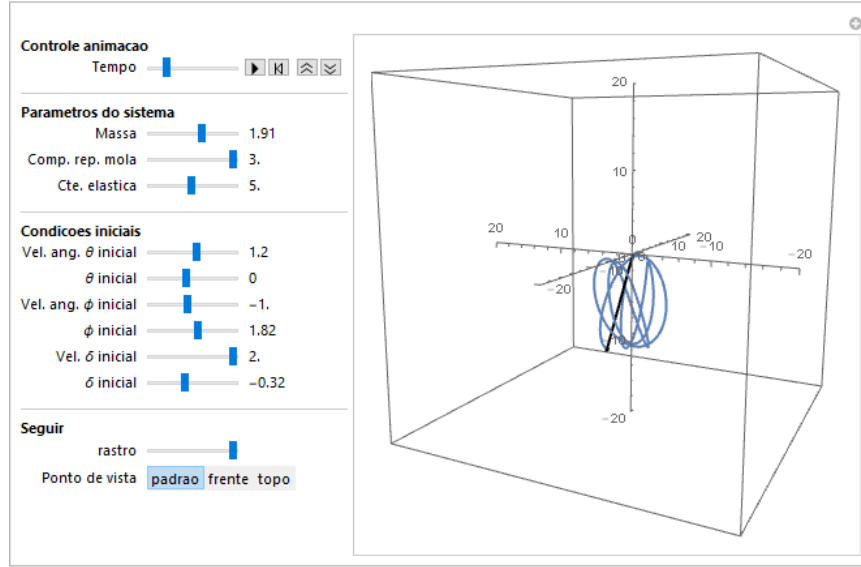 Controle animacao
Tempo
Parametros do sistema
Massa 1.91
Comp. rep. mola 3.
Cte. elastica 5.
Condicoes iniciais
Vel. ang. θ inicial 1.2
θ inicial 0
Vel. ang. ϕ inicial −1.
ϕ inicial 1.82
Vel. δ inicial 2.
δ inicial −0.32
Seguir
rastro
Ponto de vista padrao frente topo
20
10
20 10 0 20
10 −10 −20
−20
−20